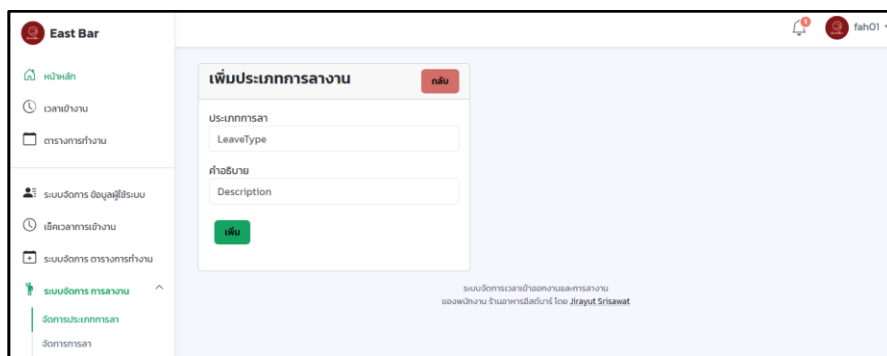 East Bar
1
fah01
หน้าหลัก
เวลาเข้างาน
ตารางการทำงาน
ระบบจัดการ ข้อมูลผู้ใช้ระบบ
เช็คเวลาการเข้างาน
ระบบจัดการ ตารางการทำงาน
ระบบจัดการ การลางาน
จัดการประเภทการลา
จัดการการลา
เพิ่มประเภทการลางาน
กลับ
ประเภทการลา
LeaveType
คำอธิบาย
Description
เพิ่ม
ระบบจัดการเวลาเข้าออกงานและการลางาน
ของพนักงาน ร้านอาหารอีสต์บาร์ โดย Jirayut Srisawat